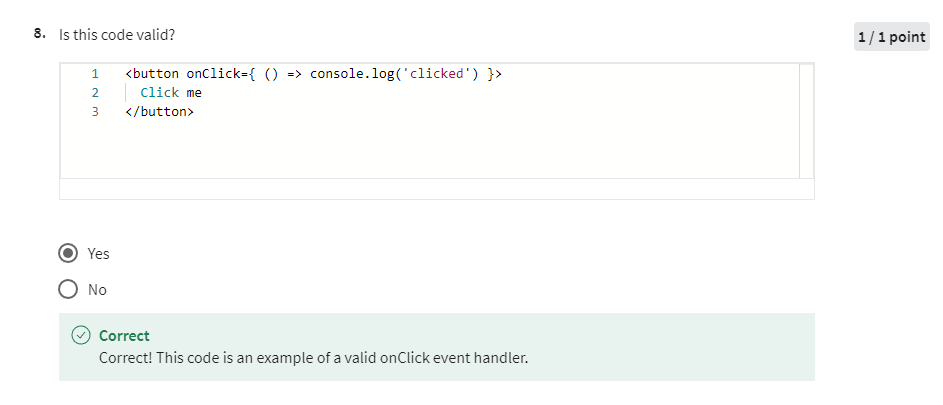 8. Is this code valid?
1 / 1 point
1 <button onClick={ () => console.log('clicked') }>
2 Click me
3 </button>
Yes
No
Correct
Correct! This code is an example of a valid onClick event handler.